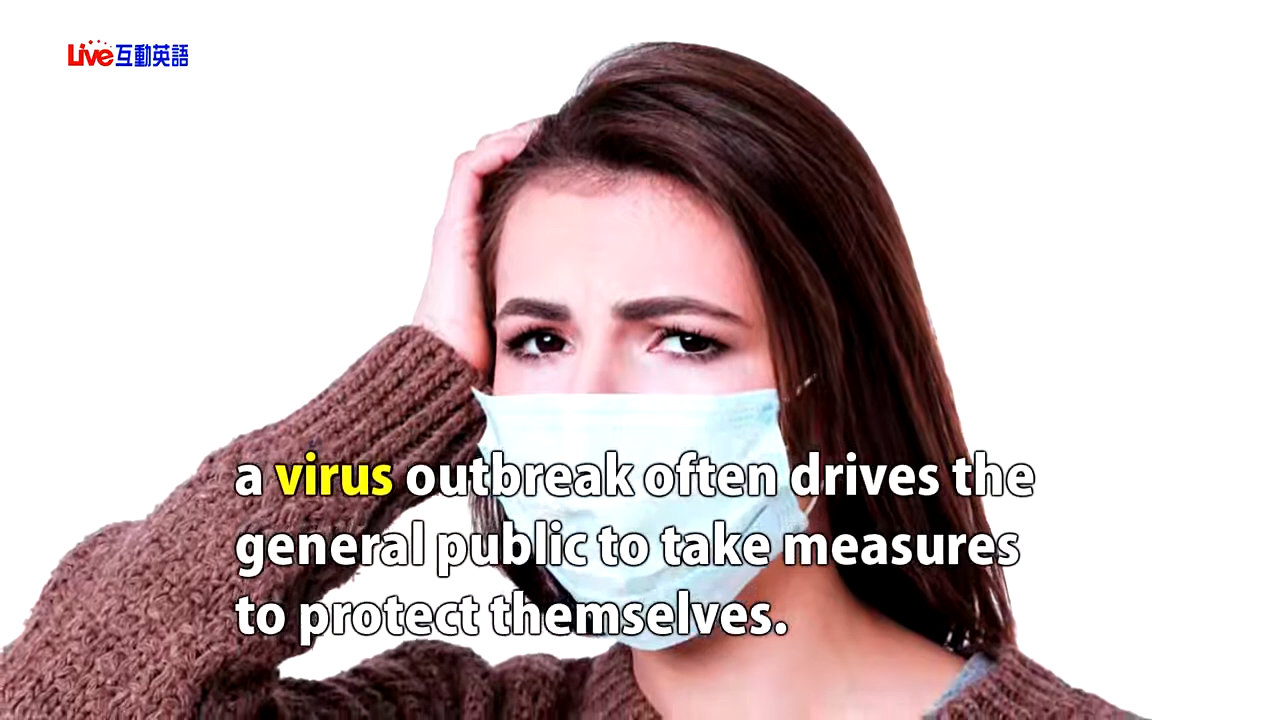 Live互動英語
a virus outbreak often drives the
general public to take measures
to protect themselves.